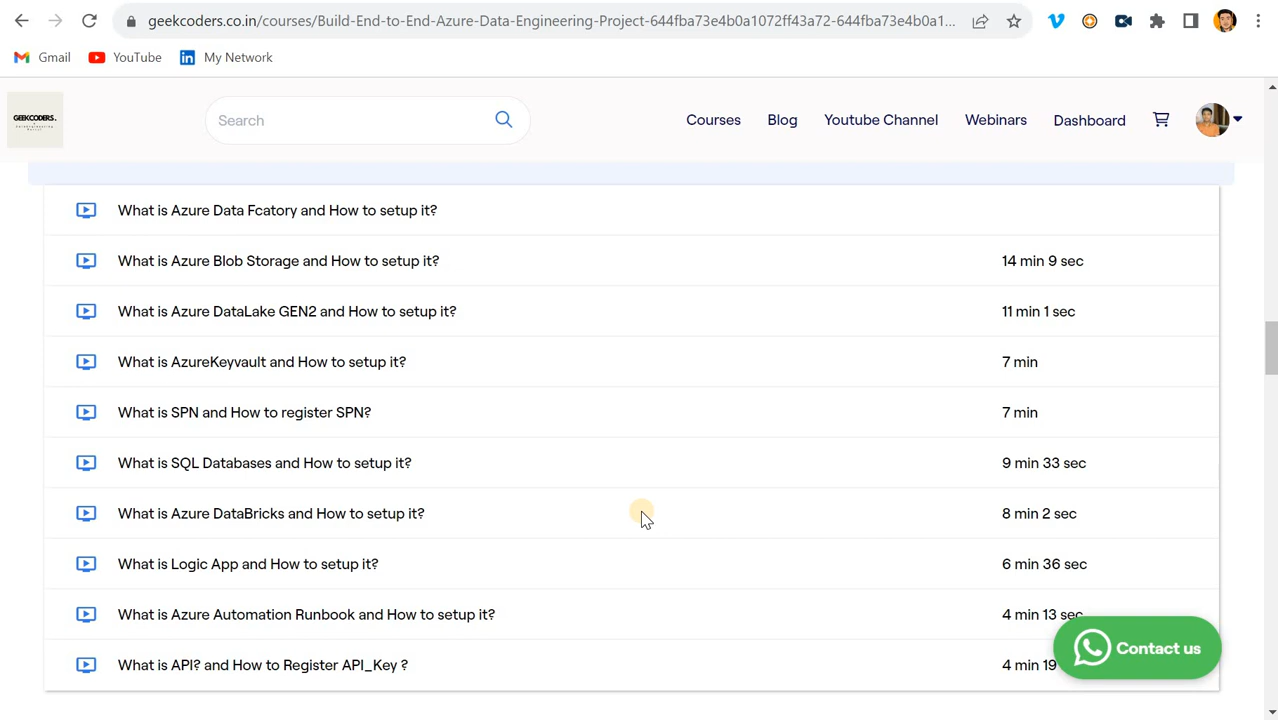 geekcoders.co.in/courses/Build-End-to-End-Azure-Data-Engineering-Project-644fba73e4b0a1072ff43a72-644fba73e4b0a1...
Gmail
YouTube
My Network
GEEKCODERS.
Search
Courses
Blog
Youtube Channel
Webinars
Dashboard
What is Azure Data Fcatory and How to setup it?
What is Azure Blob Storage and How to setup it? 14 min 9 sec
What is Azure DataLake GEN2 and How to setup it? 11 min 1 sec
What is AzureKeyvault and How to setup it? 7 min
What is SPN and How to register SPN? 7 min
What is SQL Databases and How to setup it? 9 min 33 sec
What is Azure DataBricks and How to setup it? 8 min 2 sec
What is Logic App and How to setup it? 6 min 36 sec
What is Azure Automation Runbook and How to setup it? 4 min 13 sec
What is API? and How to Register API_Key ? 4 min 19
Contact us